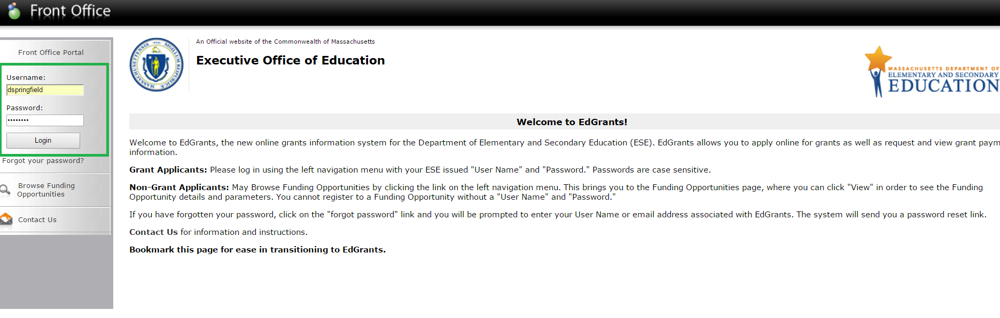 Front Office
Front Office Portal
Username:
dspringfield
Password:
••••••••
Login
Forgot your password?
Browse Funding
Opportunities
Contact Us
An Official website of the Commonwealth of Massachusetts
Executive Office of Education
MASSACHUSETTS DEPARTMENT OF
ELEMENTARY AND SECONDARY
EDUCATION
Welcome to EdGrants!
Welcome to EdGrants, the new online grants information system for the Department of Elementary and Secondary Education (ESE). EdGrants allows you to apply online for grants as well as request and view grant paym
information.
Grant Applicants: Please log in using the left navigation menu with your ESE issued "User Name" and "Password." Passwords are case sensitive.
Non-Grant Applicants: May Browse Funding Opportunities by clicking the link on the left navigation menu. This brings you to the Funding Opportunities page, where you can click "View" in order to see the Funding
Opportunity details and parameters. You cannot register to a Funding Opportunity without a "User Name" and "Password."
If you have forgotten your password, click on the "forgot password" link and you will be prompted to enter your User Name or email address associated with EdGrants. The system will send you a password reset link.
Contact Us for information and instructions.
Bookmark this page for ease in transitioning to EdGrants.